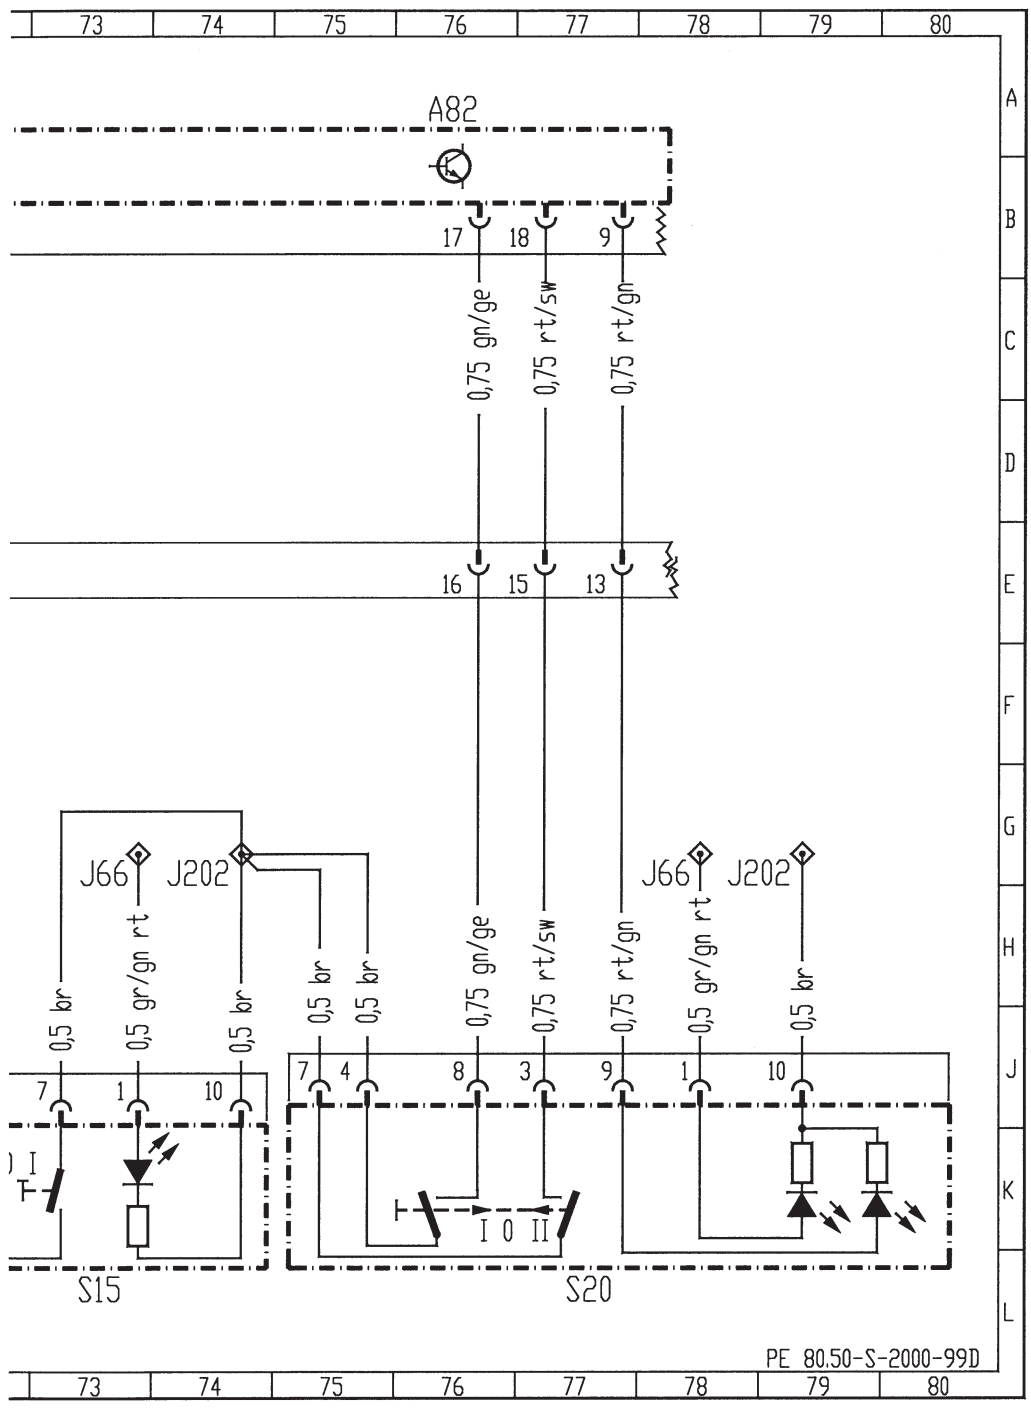 73 74 75 76 77 78 79 80
A
A82
B
17 18 9
0,75 gn/ge
0,75 rt/sw
0,75 rt/gn
C
D
E
16 15 13
F
G
J66 J202 J66 J202
H
0,5 br
0,5 gr/gn rt
0,5 br
0,5 br
0,5 br
0,75 gn/ge
0,75 rt/sw
0,75 rt/gn
0,5 gr/gn rt
0,5 br
J
7 1 10 7 4 8 3 9 1 10
I
K
I 0 II
S15 S20
L
PE 80.50-S-2000-99D
73 74 75 76 77 78 79 80